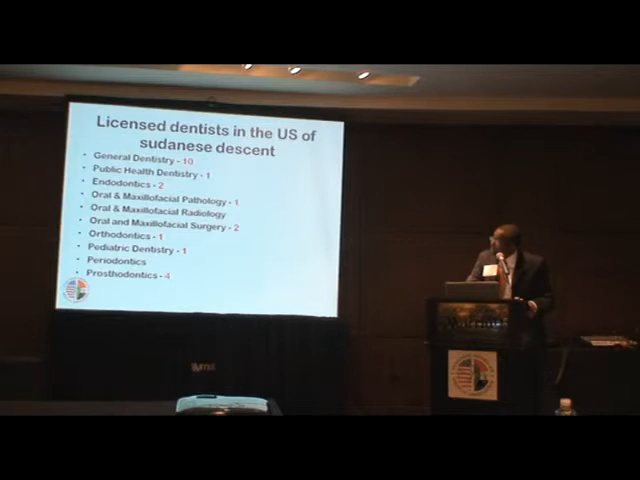 Licensed dentists in the US of
sudanese descent
• General Dentistry - 10
• Public Health Dentistry - 1
• Endodontics - 2
• Oral & Maxillofacial Pathology - 1
• Oral & Maxillofacial Radiology
• Oral and Maxillofacial Surgery - 2
• Orthodontics - 1
• Pediatric Dentistry - 1
• Periodontics
• Prosthodontics - 4
Marriott